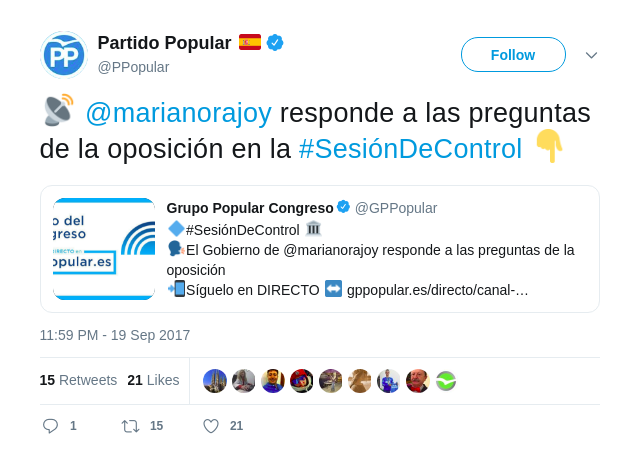 Partido Popular
@PPopular
Follow
PP
@marianorajoy responde a las preguntas
de la oposición en la #SesiónDeControl
Grupo Popular Congreso @GPPopular
o del
greso
DIRECTO en
opular.es
#SesiónDeControl
El Gobierno de @marianorajoy responde a las preguntas de la
oposición
Síguelo en DIRECTO gppopular.es/directo/canal-…
11:59 PM - 19 Sep 2017
15 Retweets 21 Likes
1 15 21